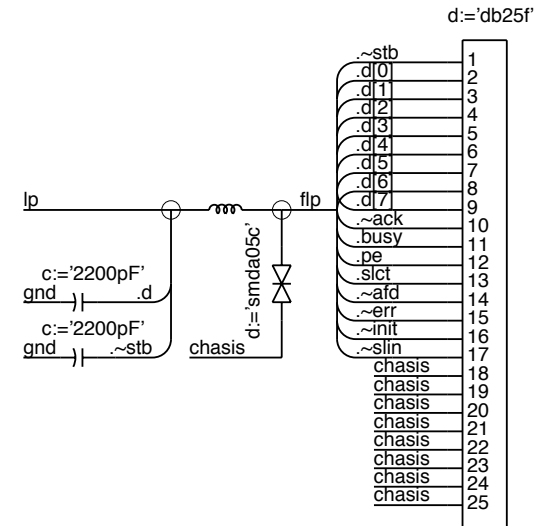 d:='db25f'
.~stb 1
.d[0] 2
.d[1] 3
.d[2] 4
.d[3] 5
.d[4] 6
.d[5] 7
.d[6] 8
lp flp .d[7] 9
.~ack 10
.busy 11
.pe 12
.slct 13
c:='2200pF'
gnd .d
d:='smda05c'
.~afd 14
.~err 15
c:='2200pF'
.~init 16
gnd .~stb chasis .~slin 17
chasis 18
chasis 19
chasis 20
chasis 21
chasis 22
chasis 23
chasis 24
chasis 25